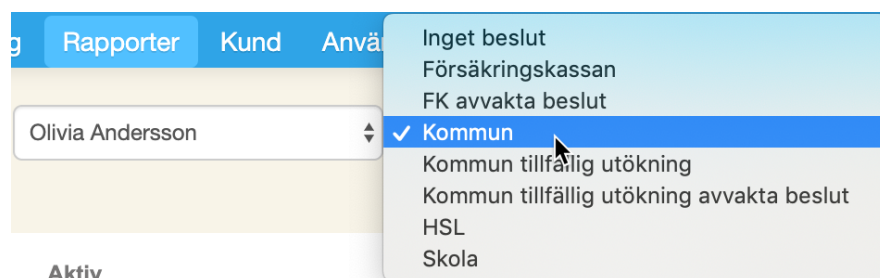 g Rapporter Kund Anvä
Olivia Andersson
Inget beslut
Försäkringskassan
FK avvakta beslut
✓ Kommun
Kommun tillfällig utökning
Kommun tillfällig utökning avvakta beslut
HSL
Skola
Aktiv